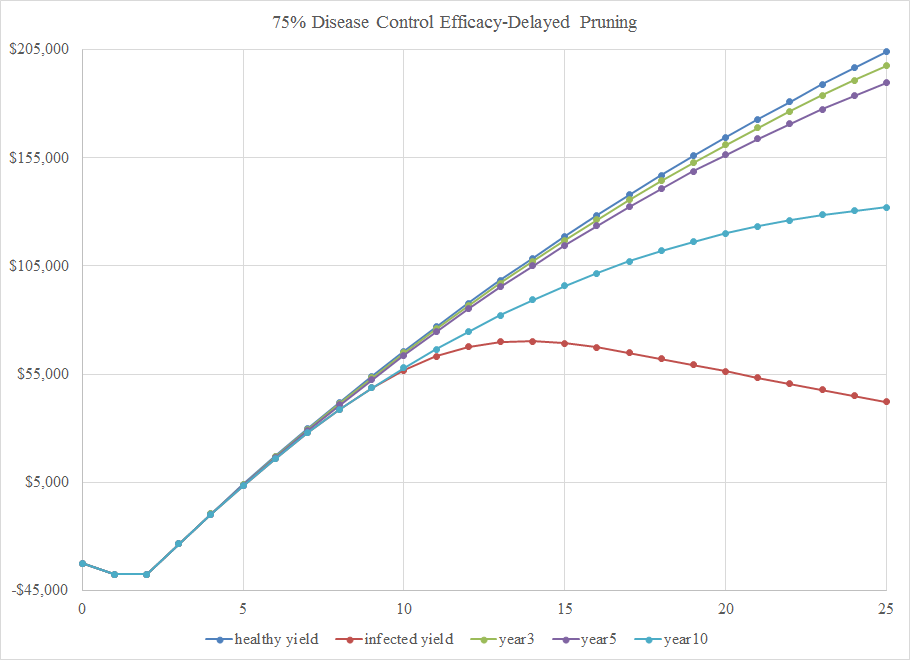 75% Disease Control Efficacy-Delayed Pruning
$205,000
$155,000
$105,000
$55,000
$5,000
-$45,000
0 5 10 15 20 25
healthy yield infected yield year3 year5 year10